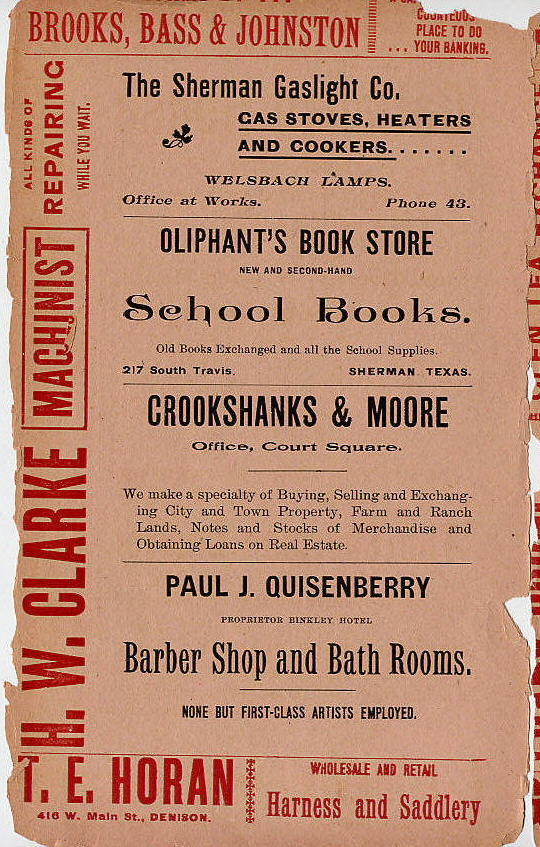 BROOKS, BASS & JOHNSTON
COURTEOUS
PLACE TO DO
... YOUR BANKING.
ALL KINDS OF
REPAIRING
WHILE YOU WAIT.
MACHINIST
H. W. CLARKE
The Sherman Gaslight Co.
GAS STOVES, HEATERS
AND COOKERS.......
WELSBACH LAMPS.
Office at Works. Phone 43.
OLIPHANT'S BOOK STORE
NEW AND SECOND-HAND
School Books.
Old Books Exchanged and all the School Supplies.
217 South Travis. SHERMAN TEXAS.
CROOKSHANKS & MOORE
Office, Court Square.
We make a specialty of Buying, Selling and Exchang-
ing City and Town Property, Farm and Ranch
Lands, Notes and Stocks of Merchandise and
Obtaining Loans on Real Estate.
PAUL J. QUISENBERRY
PROPRIETOR BINKLEY HOTEL
Barber Shop and Bath Rooms.
NONE BUT FIRST-CLASS ARTISTS EMPLOYED.
T. E. HORAN
416 W. Main St., DENISON.
WHOLESALE AND RETAIL
Harness and Saddlery